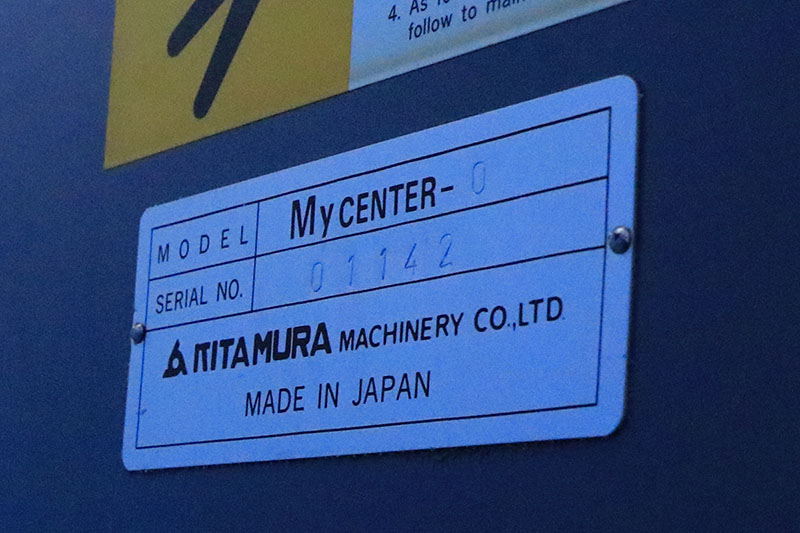 4. As
follow to
MODEL MyCENTER-0
SERIAL NO. 01142
KITAMURA MACHINERY CO.,LTD.
MADE IN JAPAN